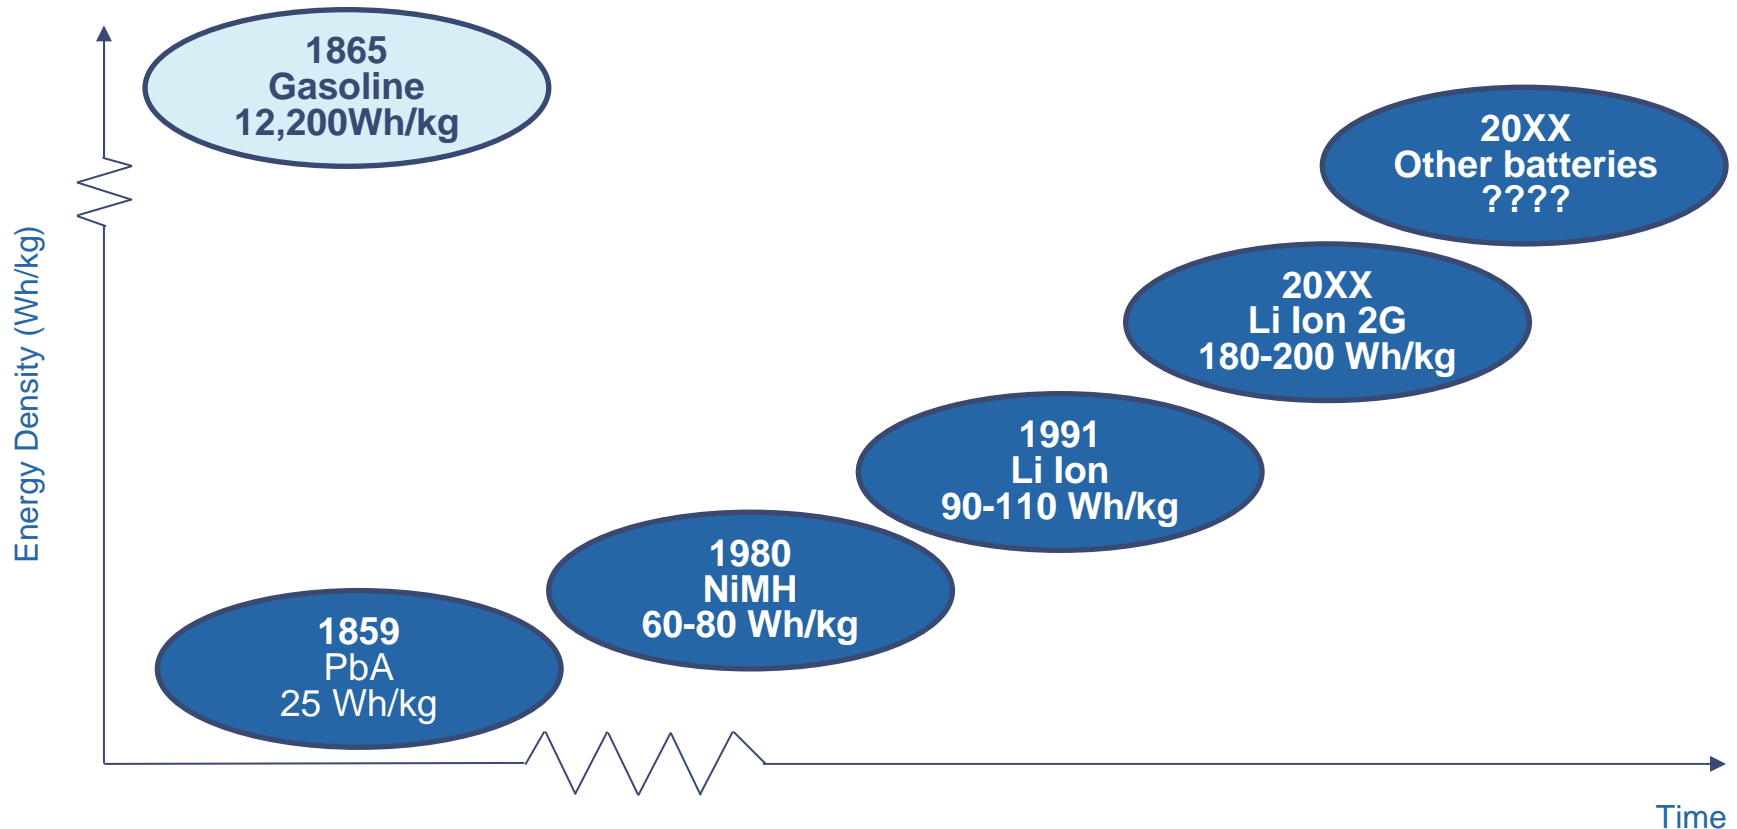 1865
Gasoline
12,200Wh/kg
20XX
Other batteries
????
20XX
Li Ion 2G
180-200 Wh/kg
1991
Li Ion
90-110 Wh/kg
1980
NiMH
60-80 Wh/kg
1859
PbA
25 Wh/kg
Energy Density (Wh/kg)
Time